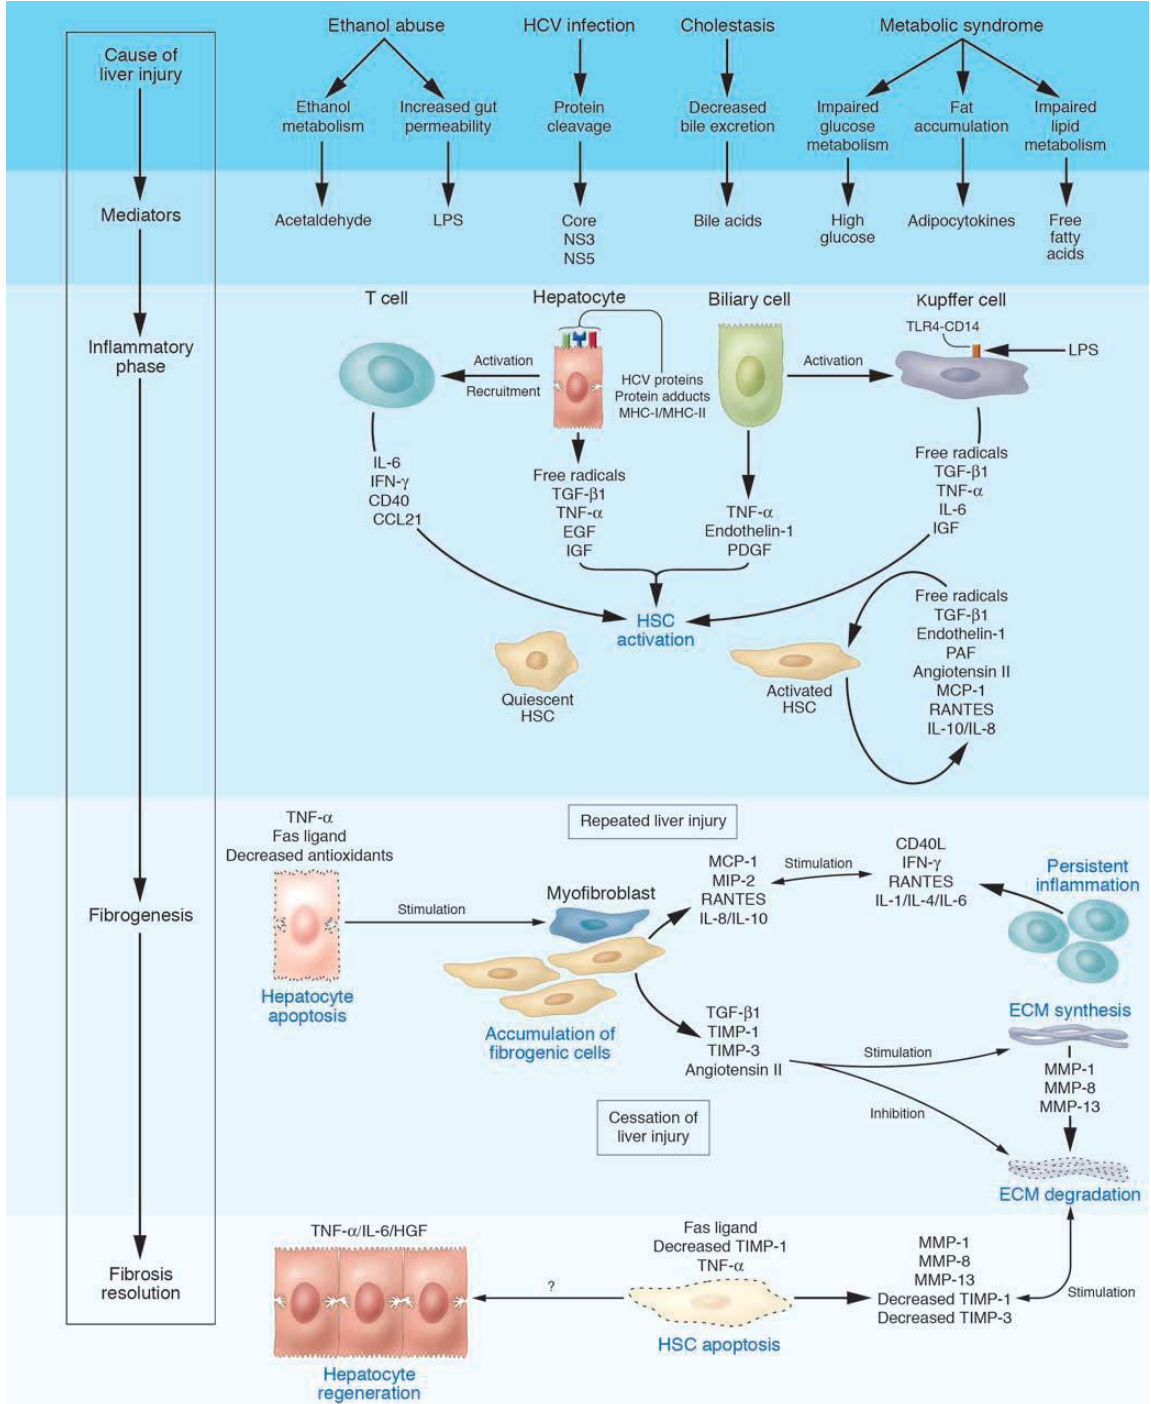 Cause of
liver injury
Mediators
Inflammatory
phase
Fibrogenesis
Fibrosis
resolution
Ethanol abuse
HCV infection
Cholestasis
Metabolic syndrome
Ethanol
metabolism
Increased gut
permeability
Protein
cleavage
Decreased
bile excretion
Impaired
glucose
metabolism
Fat
accumulation
Impaired
lipid
metabolism
Acetaldehyde
LPS
Core
NS3
NS5
Bile acids
High
glucose
Adipocytokines
Free
fatty
acids
T cell
Hepatocyte
Biliary cell
Kupffer cell
TLR4-CD14
LPS
Activation
Recruitment
HCV proteins
Protein adducts
MHC-I/MHC-II
Activation
IL-6
IFN-γ
CD40
CCL21
Free radicals
TGF-β1
TNF-α
EGF
IGF
TNF-α
Endothelin-1
PDGF
Free radicals
TGF-β1
TNF-α
IL-6
IGF
HSC
activation
Quiescent
HSC
Activated
HSC
Free radicals
TGF-β1
Endothelin-1
PAF
Angiotensin II
MCP-1
RANTES
IL-10/IL-8
Repeated liver injury
TNF-α
Fas ligand
Decreased antioxidants
Stimulation
Hepatocyte
apoptosis
Myofibroblast
Accumulation of
fibrogenic cells
MCP-1
MIP-2
RANTES
IL-8/IL-10
Stimulation
CD40L
IFN-γ
RANTES
IL-1/IL-4/IL-6
Persistent
inflammation
TGF-β1
TIMP-1
TIMP-3
Angiotensin II
Stimulation
Inhibition
ECM synthesis
MMP-1
MMP-8
MMP-13
ECM degradation
Cessation of
liver injury
TNF-α/IL-6/HGF
Hepatocyte
regeneration
?
Fas ligand
Decreased TIMP-1
TNF-α
HSC apoptosis
MMP-1
MMP-8
MMP-13
Decreased TIMP-1
Decreased TIMP-3
Stimulation